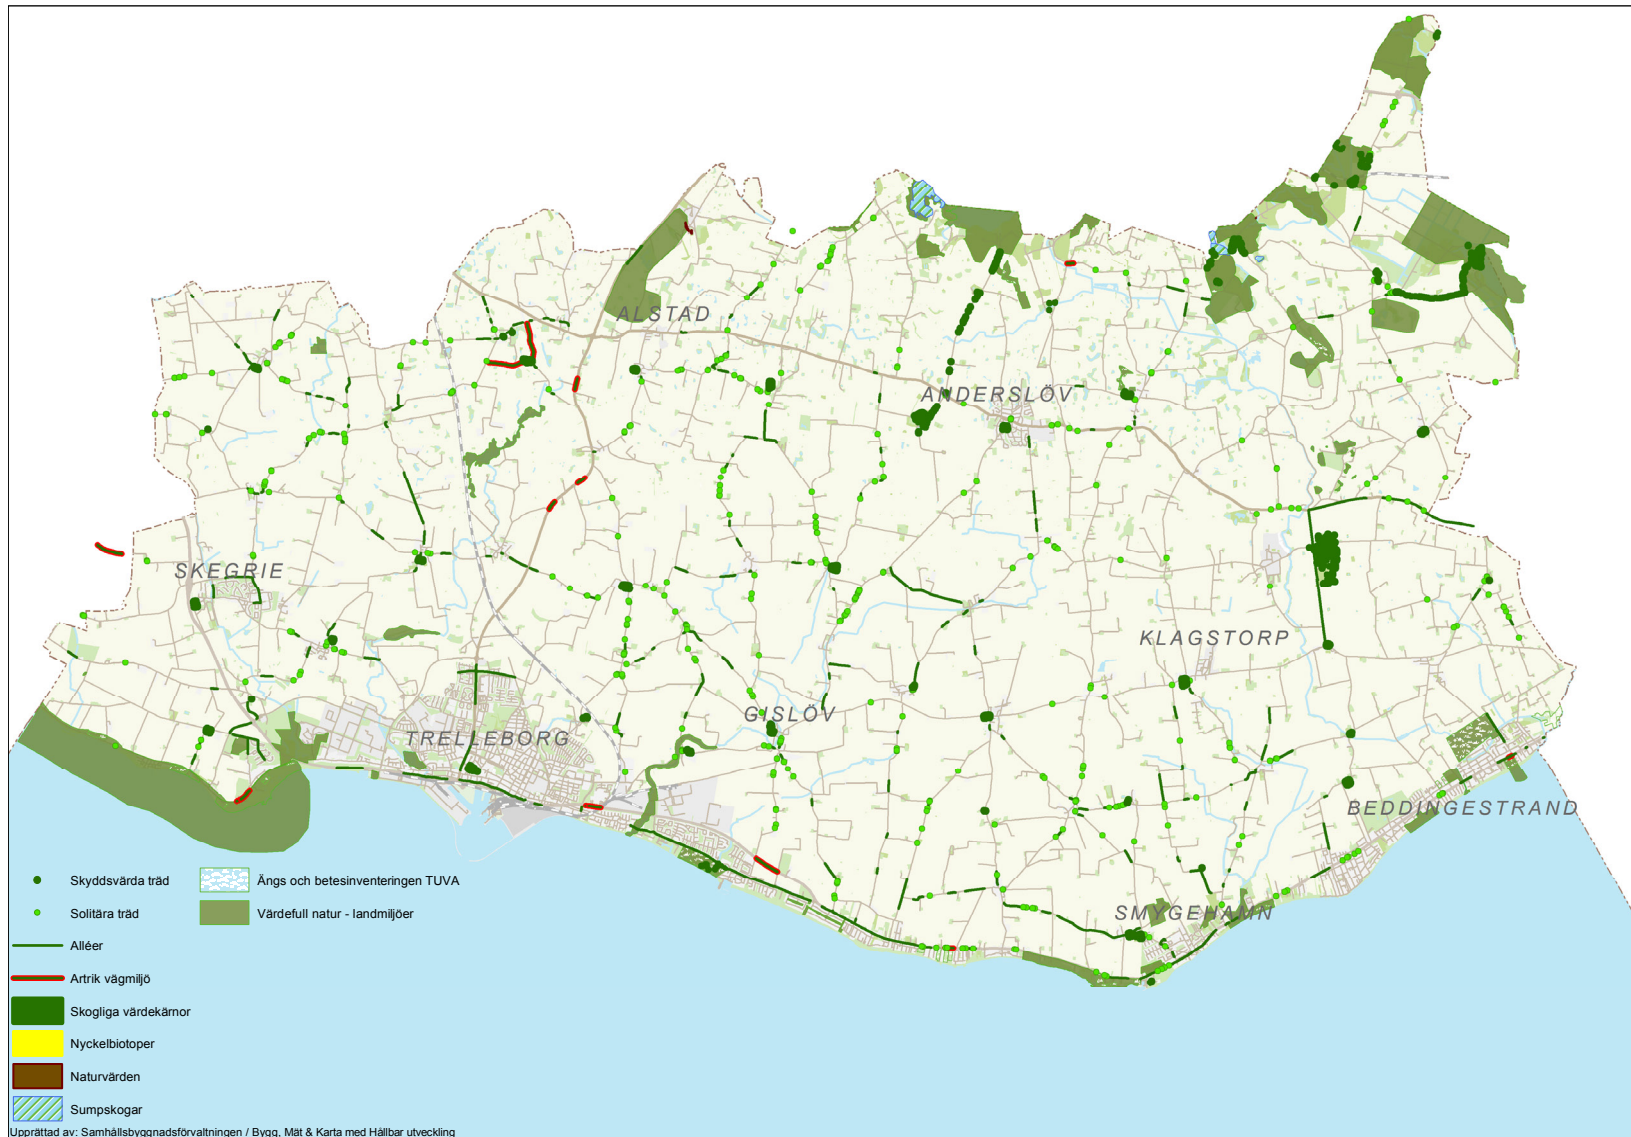 ALSTAD
ANDERSLÖV
SKEGRIE
KLAGSTORP
GISLÖV
TRELLEBORG
BEDDINGESTRAND
SMYGEHAMN
Skyddsvärda träd
Solitära träd
Alléer
Artrik vägmiljö
Skogliga värdekärnor
Nyckelbiotoper
Naturvärden
Sumpskogar
Ängs och betesinventeringen TUVA
Värdefull natur - landmiljöer
Upprättad av: Samhällsbyggnadsförvaltningen / Bygg, Mät & Karta med Hållbar utveckling